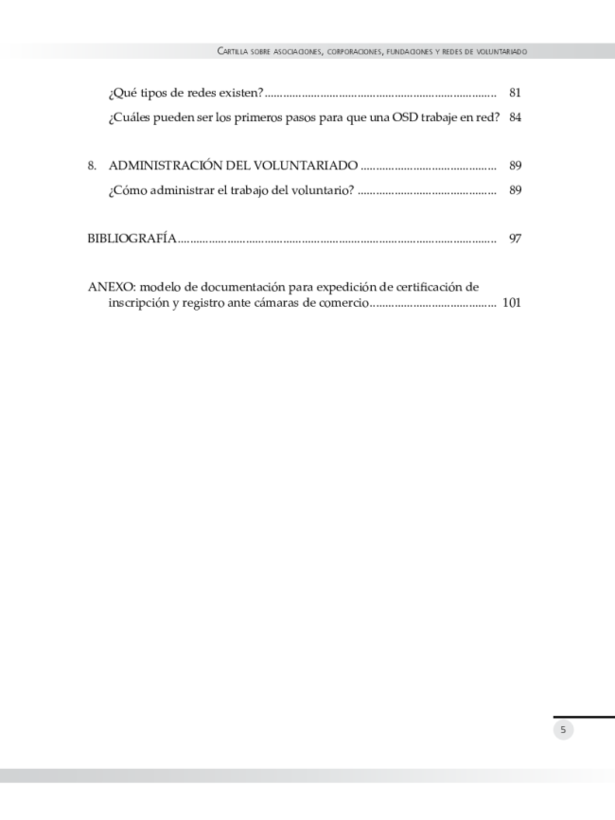 CARTILLA SOBRE ASOCIACIONES, CORPORACIONES, FUNDACIONES Y REDES DE VOLUNTARIADO
¿Qué tipos de redes existen?........................................................................... 81
¿Cuáles pueden ser los primeros pasos para que una OSD trabaje en red? 84
8. ADMINISTRACIÓN DEL VOLUNTARIADO ............................................ 89
¿Cómo administrar el trabajo del voluntario? ............................................. 89
BIBLIOGRAFÍA....................................................................................................... 97
ANEXO: modelo de documentación para expedición de certificación de
inscripción y registro ante cámaras de comercio......................................... 101
5